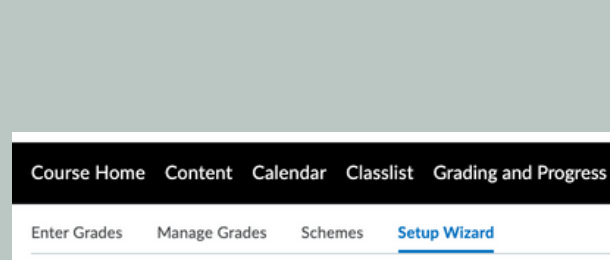 Course Home Content Calendar Classlist Grading and Progress
Enter Grades Manage Grades Schemes Setup Wizard